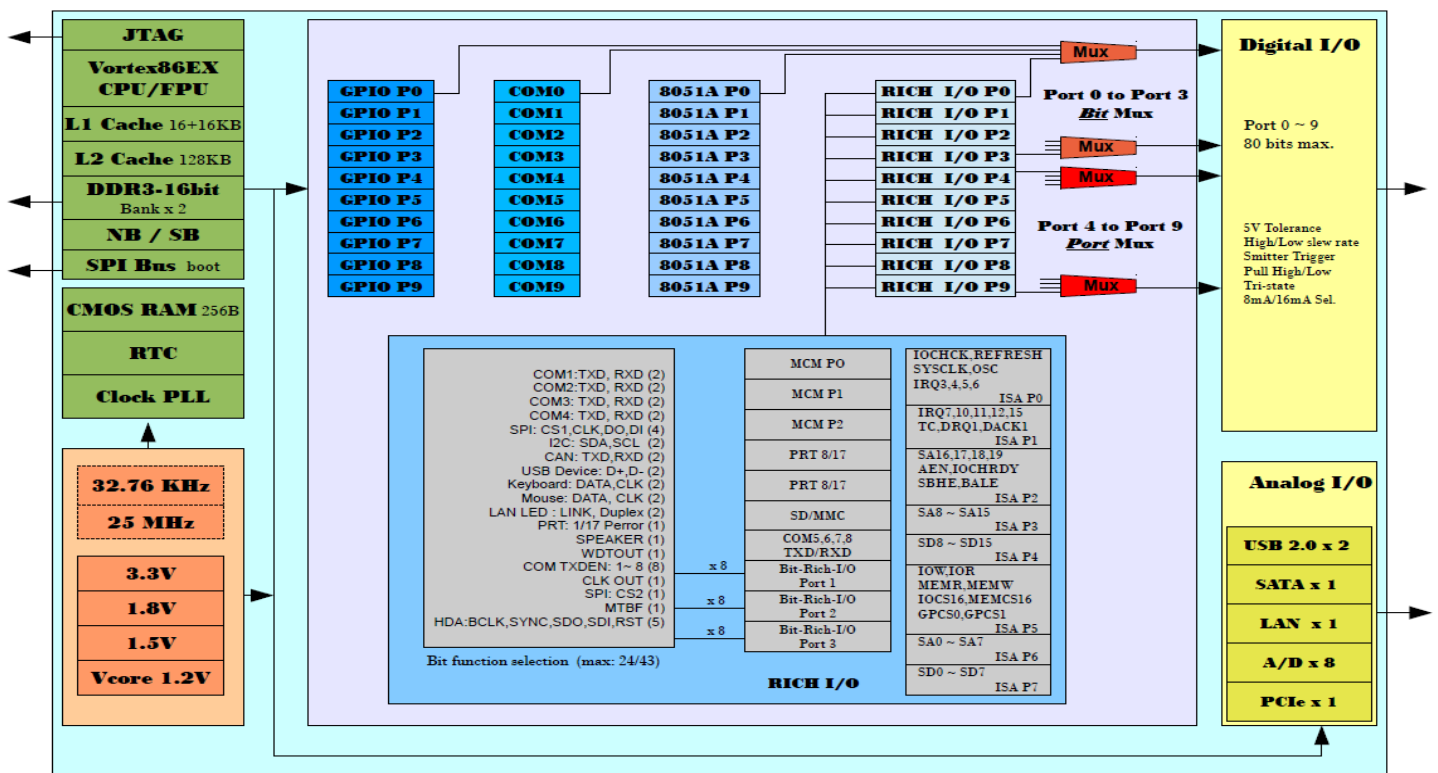 JTAG
Vortex86EX
CPU/FPU
L1 Cache 16+16KB
L2 Cache 128KB
DDR3-16bit
Bank x 2
NB / SB
SPI Bus boot
CMOS RAM 256B
RTC
Clock PLL
32.76 KHz
25 MHz
3.3V
1.8V
1.5V
Vcore 1.2V
GPIO P0
GPIO P1
GPIO P2
GPIO P3
GPIO P4
GPIO P5
GPIO P6
GPIO P7
GPIO P8
GPIO P9
COM0
COM1
COM2
COM3
COM4
COM5
COM6
COM7
COM8
COM9
8051A P0
8051A P1
8051A P2
8051A P3
8051A P4
8051A P5
8051A P6
8051A P7
8051A P8
8051A P9
RICH I/O P0
RICH I/O P1
RICH I/O P2
RICH I/O P3
RICH I/O P4
RICH I/O P5
RICH I/O P6
RICH I/O P7
RICH I/O P8
RICH I/O P9
Mux
Port 0 to Port 3
Bit Mux
Mux
Mux
Port 4 to Port 9
Port Mux
Mux
COM1:TXD, RXD (2)
COM2:TXD, RXD (2)
COM3: TXD, RXD (2)
COM4: TXD, RXD (2)
SPI: CS1,CLK,DO,DI (4)
I2C: SDA,SCL (2)
CAN: TXD,RXD (2)
USB Device: D+,D- (2)
Keyboard: DATA,CLK (2)
Mouse: DATA, CLK (2)
LAN LED : LINK, Duplex (2)
PRT: 1/17 Perror (1)
SPEAKER (1)
WDTOUT (1)
COM TXDEN: 1~ 8 (8)
CLK OUT (1)
SPI: CS2 (1)
MTBF (1)
HDA:BCLK,SYNC,SDO,SDI,RST (5)
Bit function selection (max: 24/43)
x 8
x 8
x 8
MCM PO
MCM P1
MCM P2
PRT 8/17
PRT 8/17
SD/MMC
COM5,6,7,8
TXD/RXD
Bit-Rich-I/O
Port 1
Bit-Rich-I/O
Port 2
Bit-Rich-I/O
Port 3
RICH I/O
IOCHCK,REFRESH
SYSCLK,OSC
IRQ3,4,5,6
ISA P0
IRQ7,10,11,12,15
TC,DRQ1,DACK1
ISA P1
SA16,17,18,19
AEN,IOCHRDY
SBHE,BALE
ISA P2
SA8 ~ SA15
ISA P3
SD8 ~ SD15
ISA P4
IOW,IOR
MEMR,MEMW
IOCS16,MEMCS16
GPCS0,GPCS1
ISA P5
SA0 ~ SA7
ISA P6
SD0 ~ SD7
ISA P7
Digital I/O
Port 0 ~ 9
80 bits max.
5V Tolerance
High/Low slew rate
Smitter Trigger
Pull High/Low
Tri-state
8mA/16mA Sel.
Analog I/O
USB 2.0 x 2
SATA x 1
LAN x 1
A/D x 8
PCIe x 1